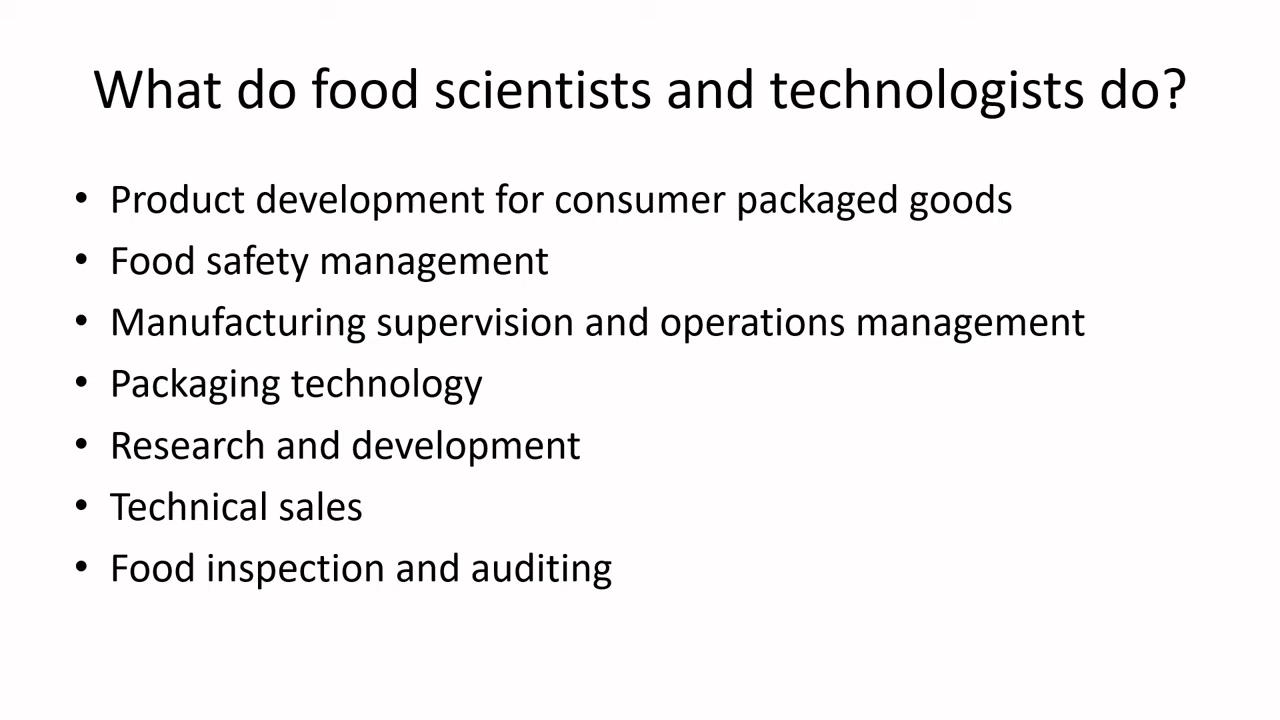 What do food scientists and technologists do?
• Product development for consumer packaged goods
• Food safety management
• Manufacturing supervision and operations management
• Packaging technology
• Research and development
• Technical sales
• Food inspection and auditing